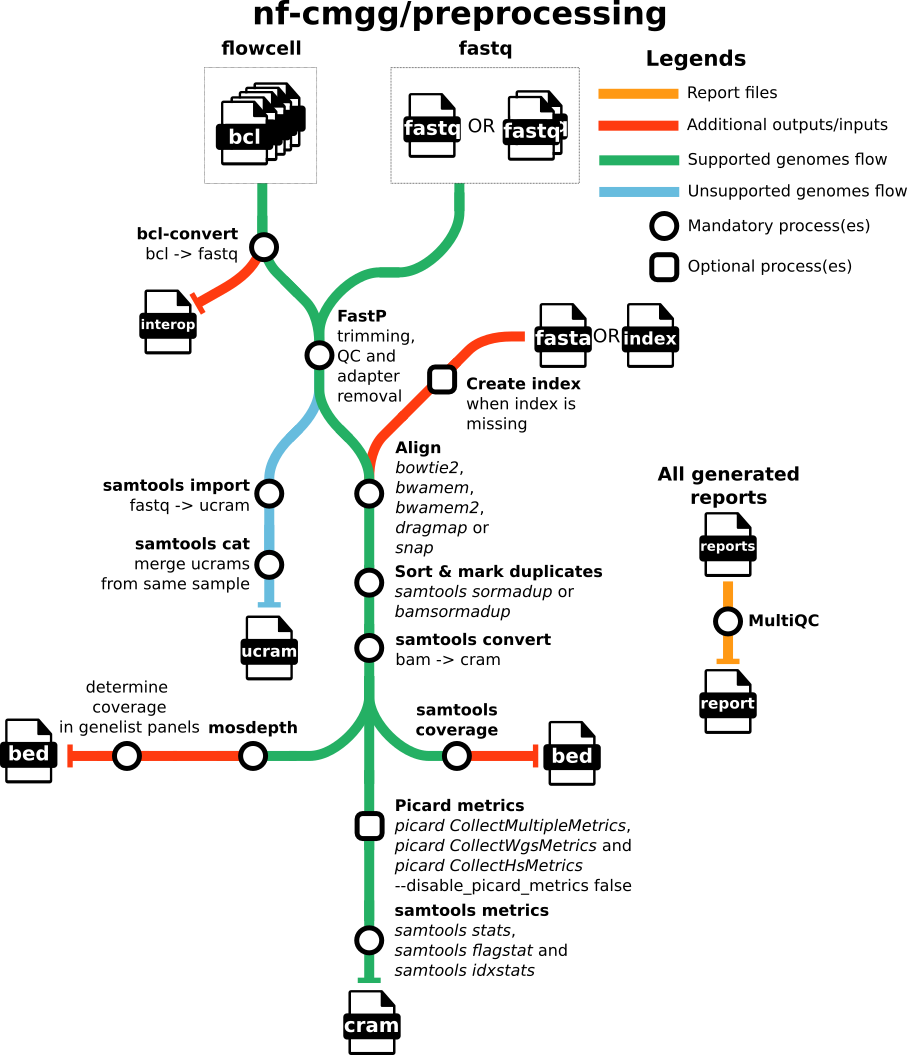 nf-cmgg/preprocessing
flowcell
fastq
bcl
fastq
OR
fastq
Legends
Report files
Additional outputs/inputs
Supported genomes flow
Unsupported genomes flow
Mandatory process(es)
Optional process(es)
bcl-convert
bcl -> fastq
interop
FastP
trimming,
QC and
adapter
removal
fasta
OR
index
Create index
when index is
missing
Align
bowtie2,
bwamem,
bwamem2,
dragmap or
snap
samtools import
fastq -> ucram
samtools cat
merge ucrams
from same sample
ucram
Sort & mark duplicates
samtools sormadup or
bamsormadup
samtools convert
bam -> cram
All generated
reports
reports
MultiQC
report
determine
coverage
in genelist panels
mosdepth
bed
samtools
coverage
bed
Picard metrics
picard CollectMultipleMetrics,
picard CollectWgsMetrics and
picard CollectHsMetrics
--disable_picard_metrics false
samtools metrics
samtools stats,
samtools flagstat and
samtools idxstats
cram